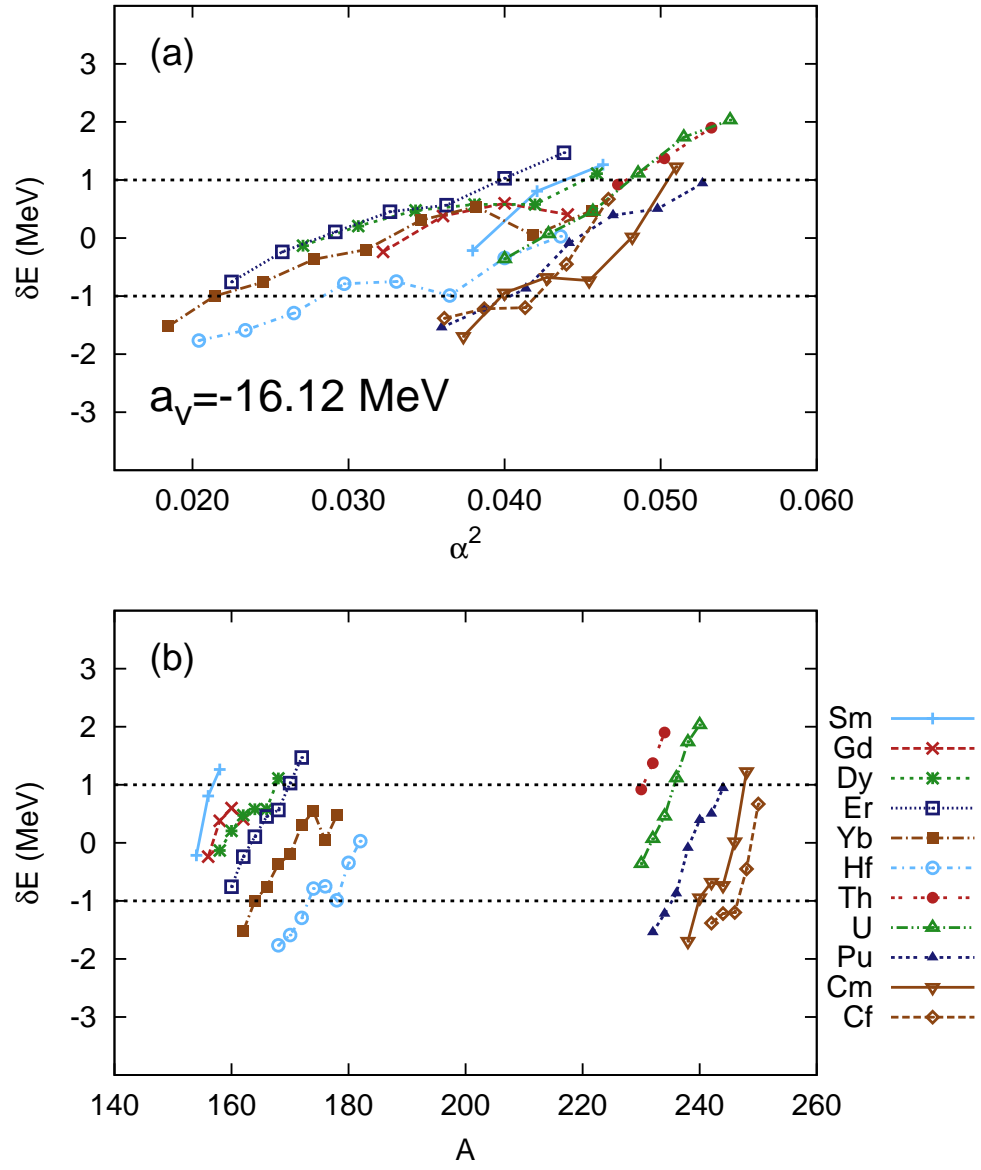 (a)
3
2
1
0
-1
-2
-3
δE (MeV)
a_v=-16.12 MeV
0.020 0.030 0.040 0.050 0.060
α²
(b)
3
2
1
0
-1
-2
-3
δE (MeV)
140 160 180 200 220 240 260
A
Sm
Gd
Dy
Er
Yb
Hf
Th
U
Pu
Cm
Cf